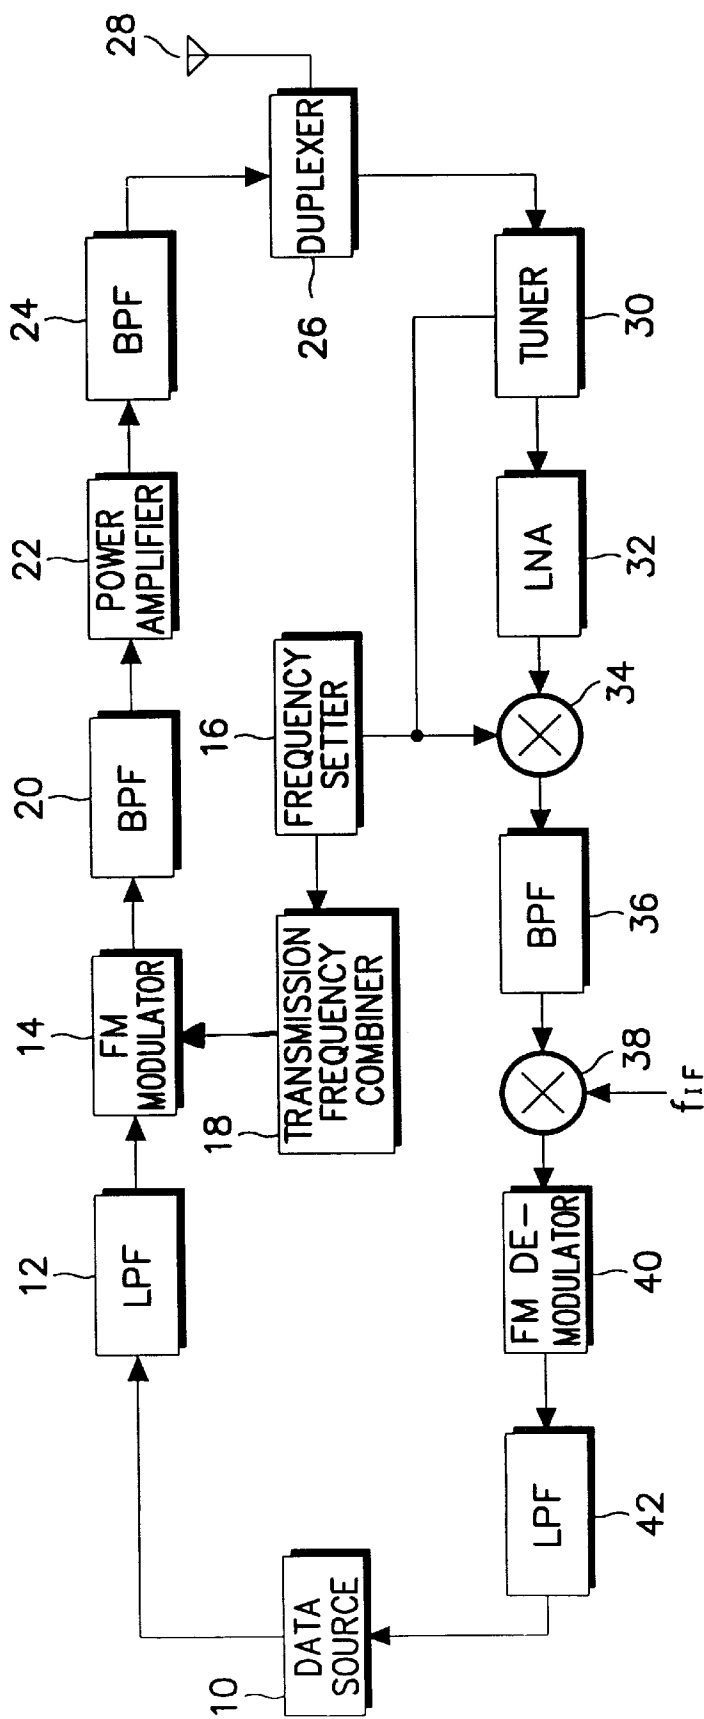 10
DATA
SOURCE
12
LPF
14
FM
MODULATOR
20
BPF
22
POWER
AMPLIFIER
24
BPF
28
18
TRANSMISSION
FREQUENCY
COMBINER
16
FREQUENCY
SETTER
26
DUPLEXER
42
LPF
40
FM DE-
MODULATOR
38
fIF
36
BPF
34
32
LNA
30
TUNER